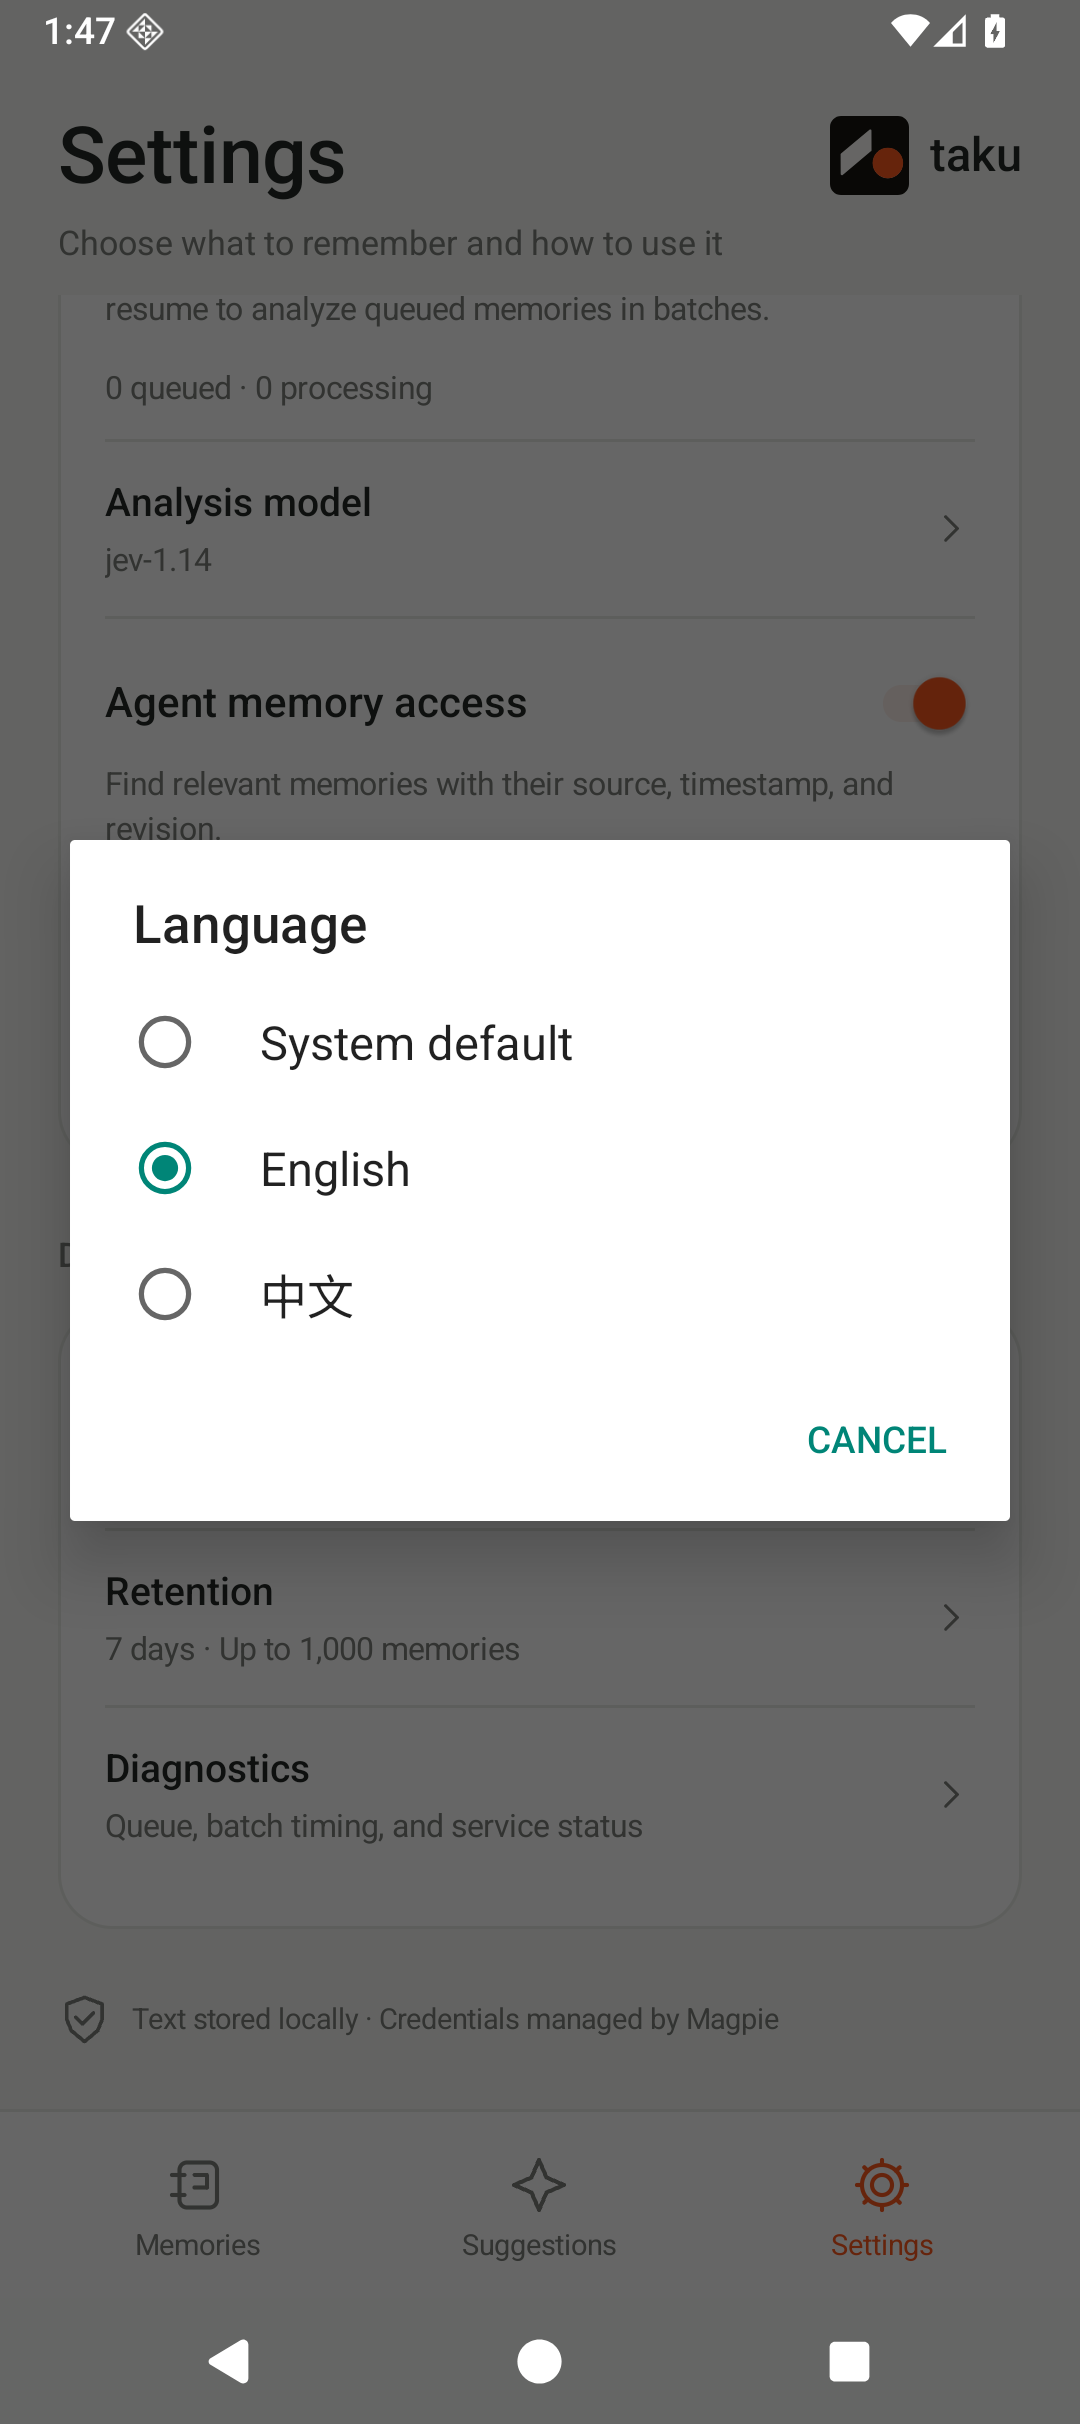 1:47
Settings
taku
Choose what to remember and how to use it
resume to analyze queued memories in batches.
0 queued · 0 processing
Analysis model
jev-1.14
Agent memory access
Find relevant memories with their source, timestamp, and
revision.
Language
System default
English
中文
CANCEL
Retention
7 days · Up to 1,000 memories
Diagnostics
Queue, batch timing, and service status
Text stored locally · Credentials managed by Magpie
Memories
Suggestions
Settings